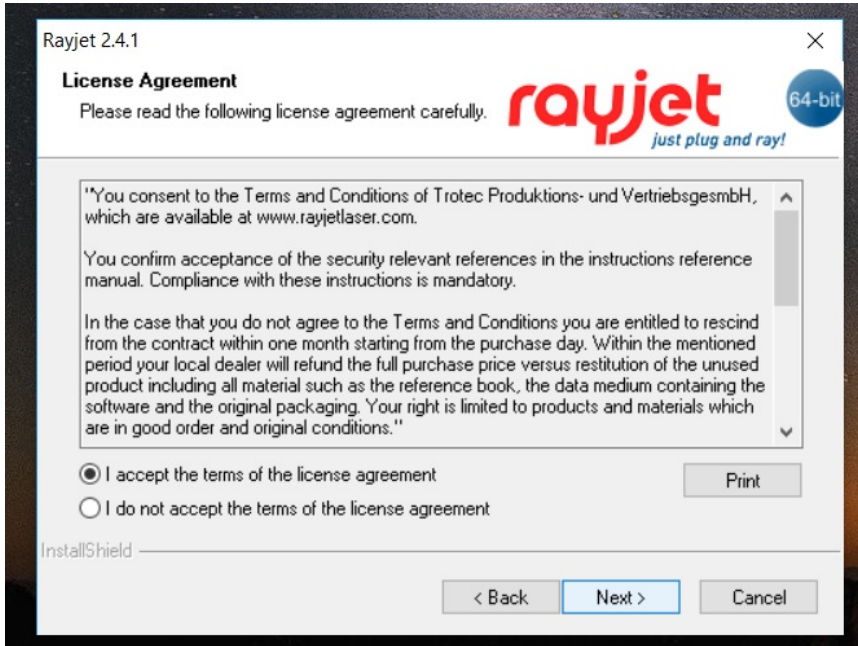 Rayjet 2.4.1
License Agreement
Please read the following license agreement carefully.
rayjet
just plug and ray!
64-bit
"You consent to the Terms and Conditions of Trotec Produktions- und VertriebsgesmbH,
which are available at www.rayjetlaser.com.
You confirm acceptance of the security relevant references in the instructions reference
manual. Compliance with these instructions is mandatory.
In the case that you do not agree to the Terms and Conditions you are entitled to rescind
from the contract within one month starting from the purchase day. Within the mentioned
period your local dealer will refund the full purchase price versus restitution of the unused
product including all material such as the reference book, the data medium containing the
software and the original packaging. Your right is limited to products and materials which
are in good order and original conditions."
I accept the terms of the license agreement
Print
I do not accept the terms of the license agreement
InstallShield
< Back
Next >
Cancel